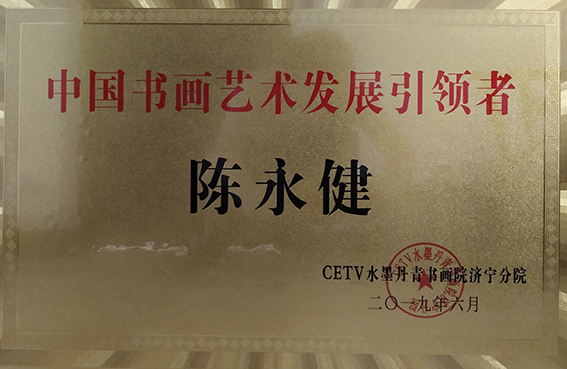 中国书画艺术发展引领者
陈永健
CETV水墨丹青书画院济宁分院
二〇一九年六月